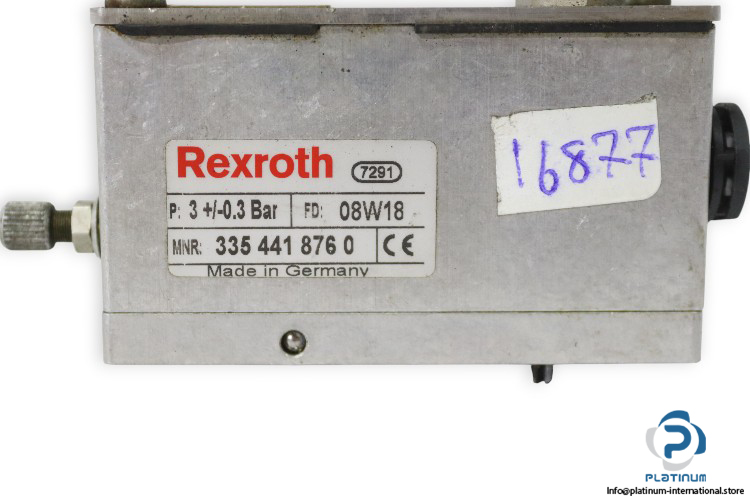 Rexroth 7291
P: 3 +/-0.3 Bar FD: 08W18
MNR: 335 441 876 0 CE
Made in Germany
16877
PLATINUM
Info@platinum-international.store